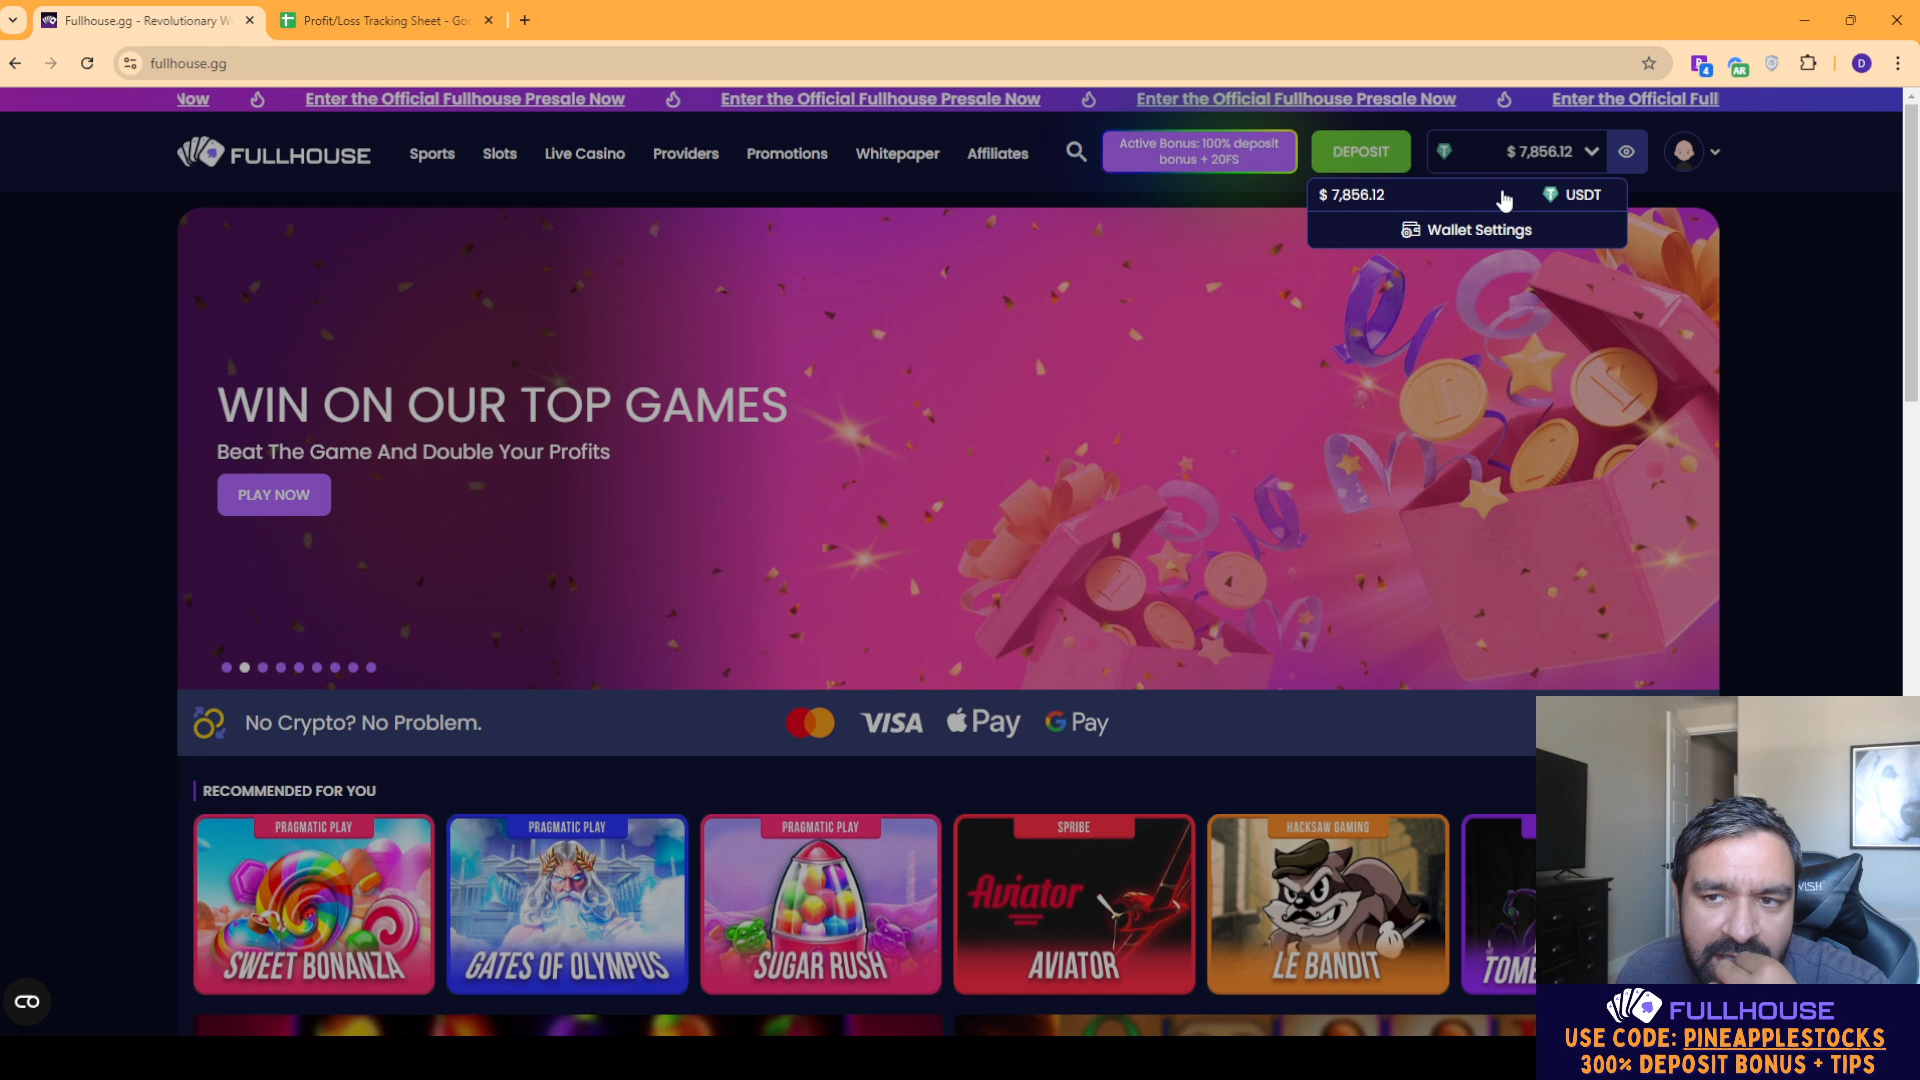 Fullhouse.gg - Revolutionary W
Profit/Loss Tracking Sheet - Goo
fullhouse.gg
4
AR
D
Now
Enter the Official Fullhouse Presale Now
Enter the Official Fullhouse Presale Now
Enter the Official Fullhouse Presale Now
Enter the Official Full
FULLHOUSE
Sports
Slots
Live Casino
Providers
Promotions
Whitepaper
Affiliates
Active Bonus: 100% deposit
bonus + 20FS
DEPOSIT
$ 7,856.12
$ 7,856.12
USDT
Wallet Settings
WIN ON OUR TOP GAMES
Beat The Game And Double Your Profits
PLAY NOW
No Crypto? No Problem.
VISA
Pay
G Pay
RECOMMENDED FOR YOU
PRAGMATIC PLAY
SWEET BONANZA
PRAGMATIC PLAY
GATES OF OLYMPUS
PRAGMATIC PLAY
SUGAR RUSH
SPRIBE
Aviator
AVIATOR
HACKSAW GAMING
LE BANDIT
TOME
FULLHOUSE
USE CODE: PINEAPPLESTOCKS
300% DEPOSIT BONUS + TIPS